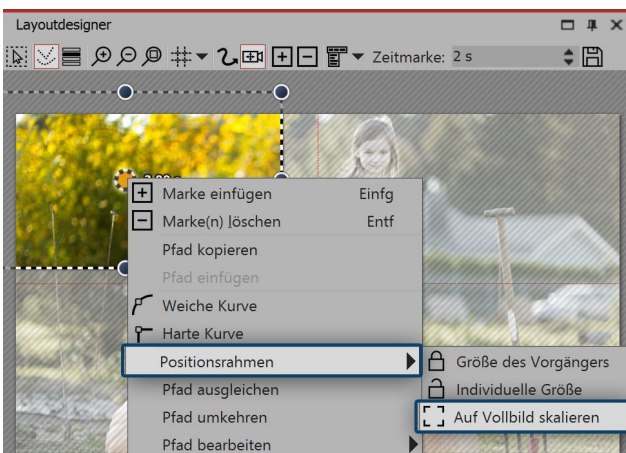 Layoutdesigner
Zeitmarke: 2 s
Marke einfügen Einfg
Marke(n) löschen Entf
Pfad kopieren
Pfad einfügen
Weiche Kurve
Harte Kurve
Positionsrahmen
Größe des Vorgängers
Pfad ausgleichen
Individuelle Größe
Pfad umkehren
Auf Vollbild skalieren
Pfad bearbeiten